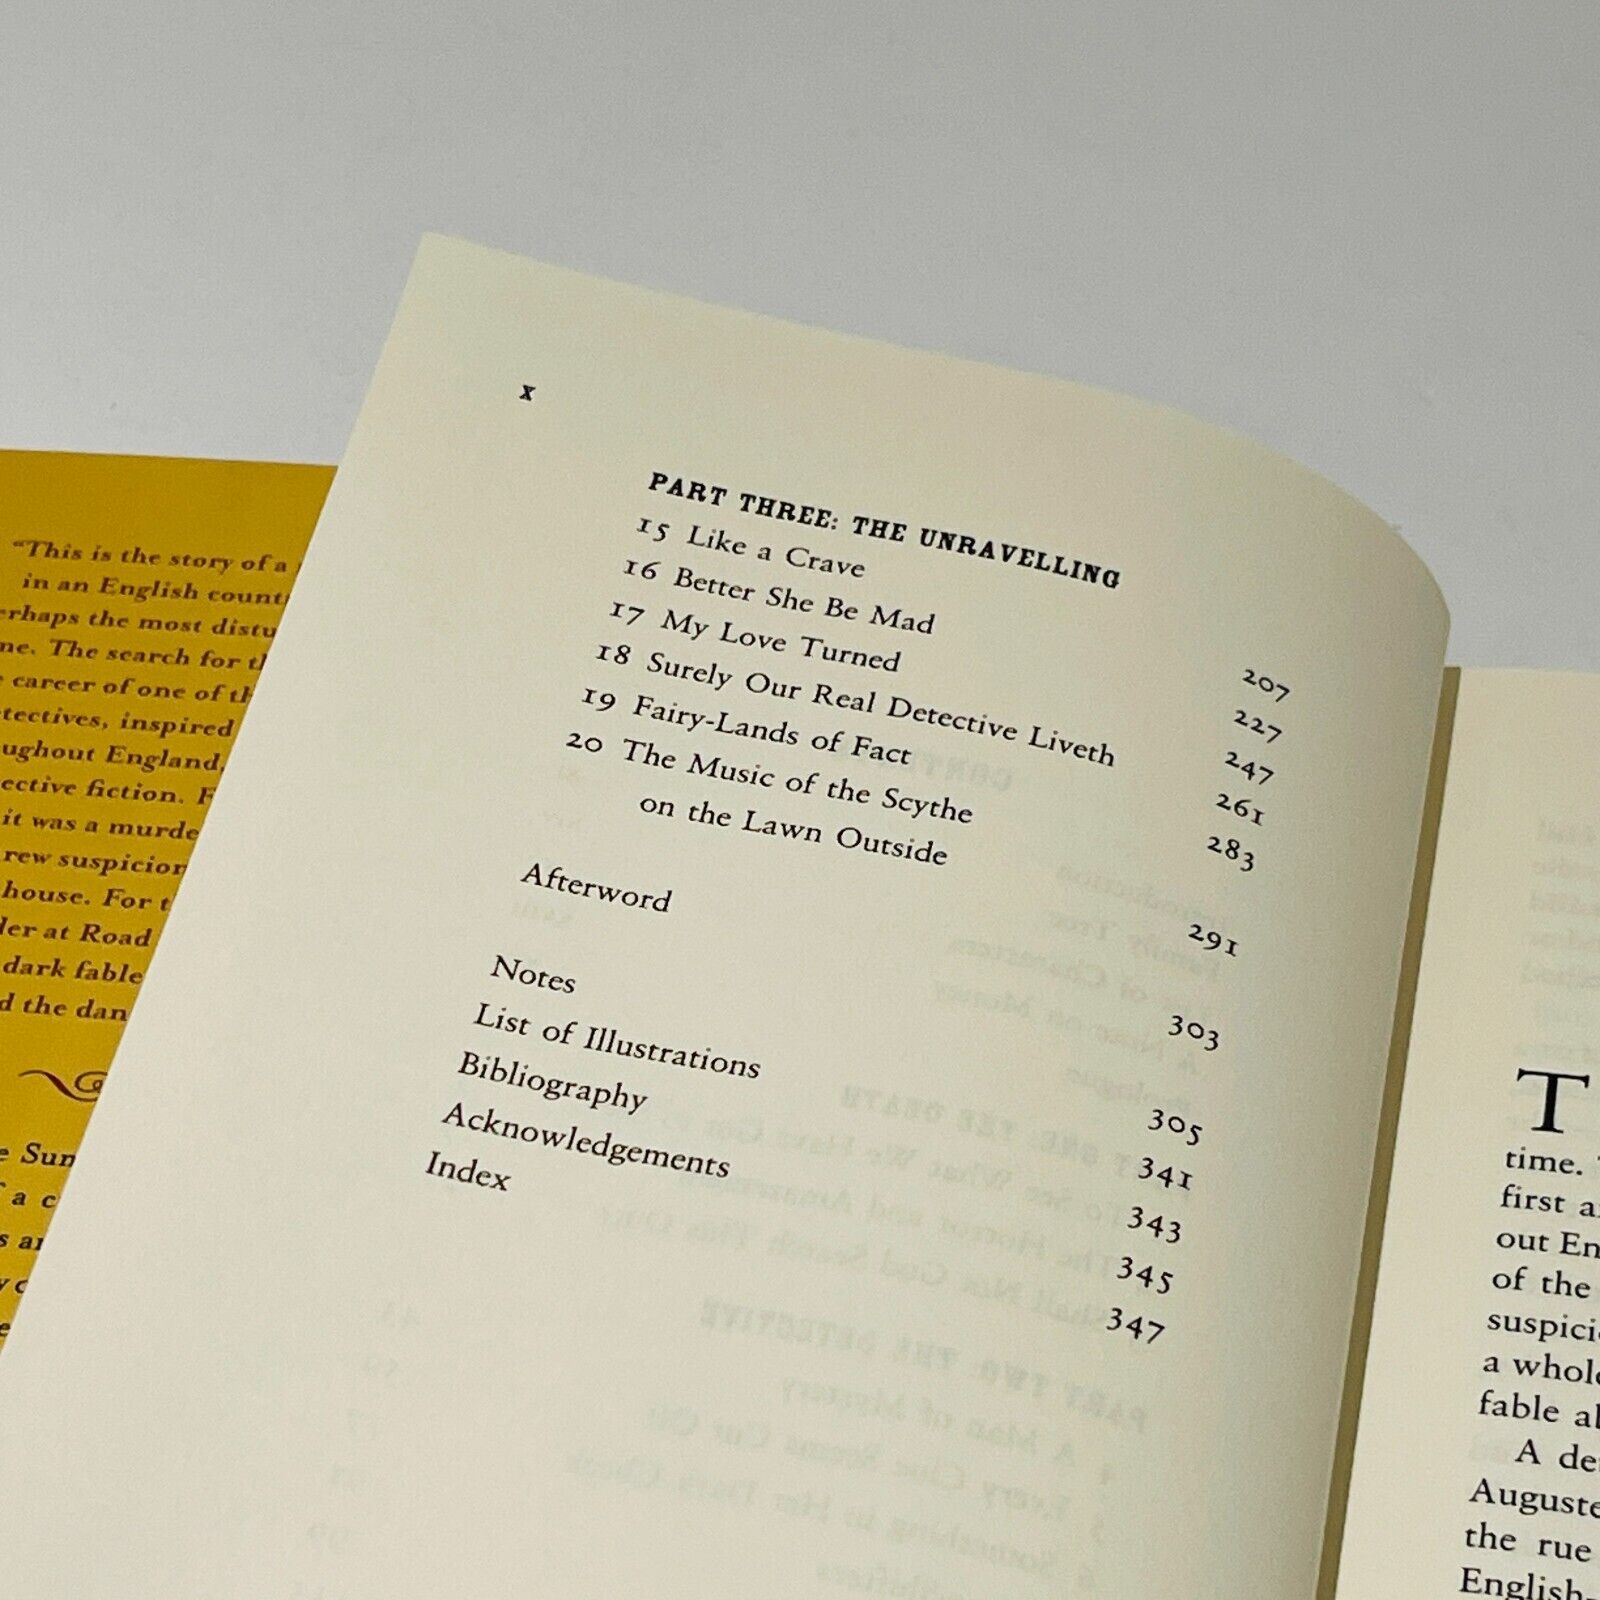 "This is the story of a
in an English count
erhaps the most distu
me. The search for th
career of one of th
tectives, inspired
ughout England,
ective fiction. F
it was a murde
rew suspicion
house. For t
der at Road
dark fable
d the dan
e Sun
f a c
s an
x
PART THREE: THE UNRAVELLING
15 Like a Crave 207
16 Better She Be Mad 227
17 My Love Turned 247
18 Surely Our Real Detective Liveth 261
19 Fairy-Lands of Fact 283
20 The Music of the Scythe
on the Lawn Outside 291
Afterword 303
Notes 305
List of Illustrations 341
Bibliography 343
Acknowledgements 345
Index 347
T
time.
first a
out En
of the
suspici
a whole
fable al
A de
Auguste
the rue
English-